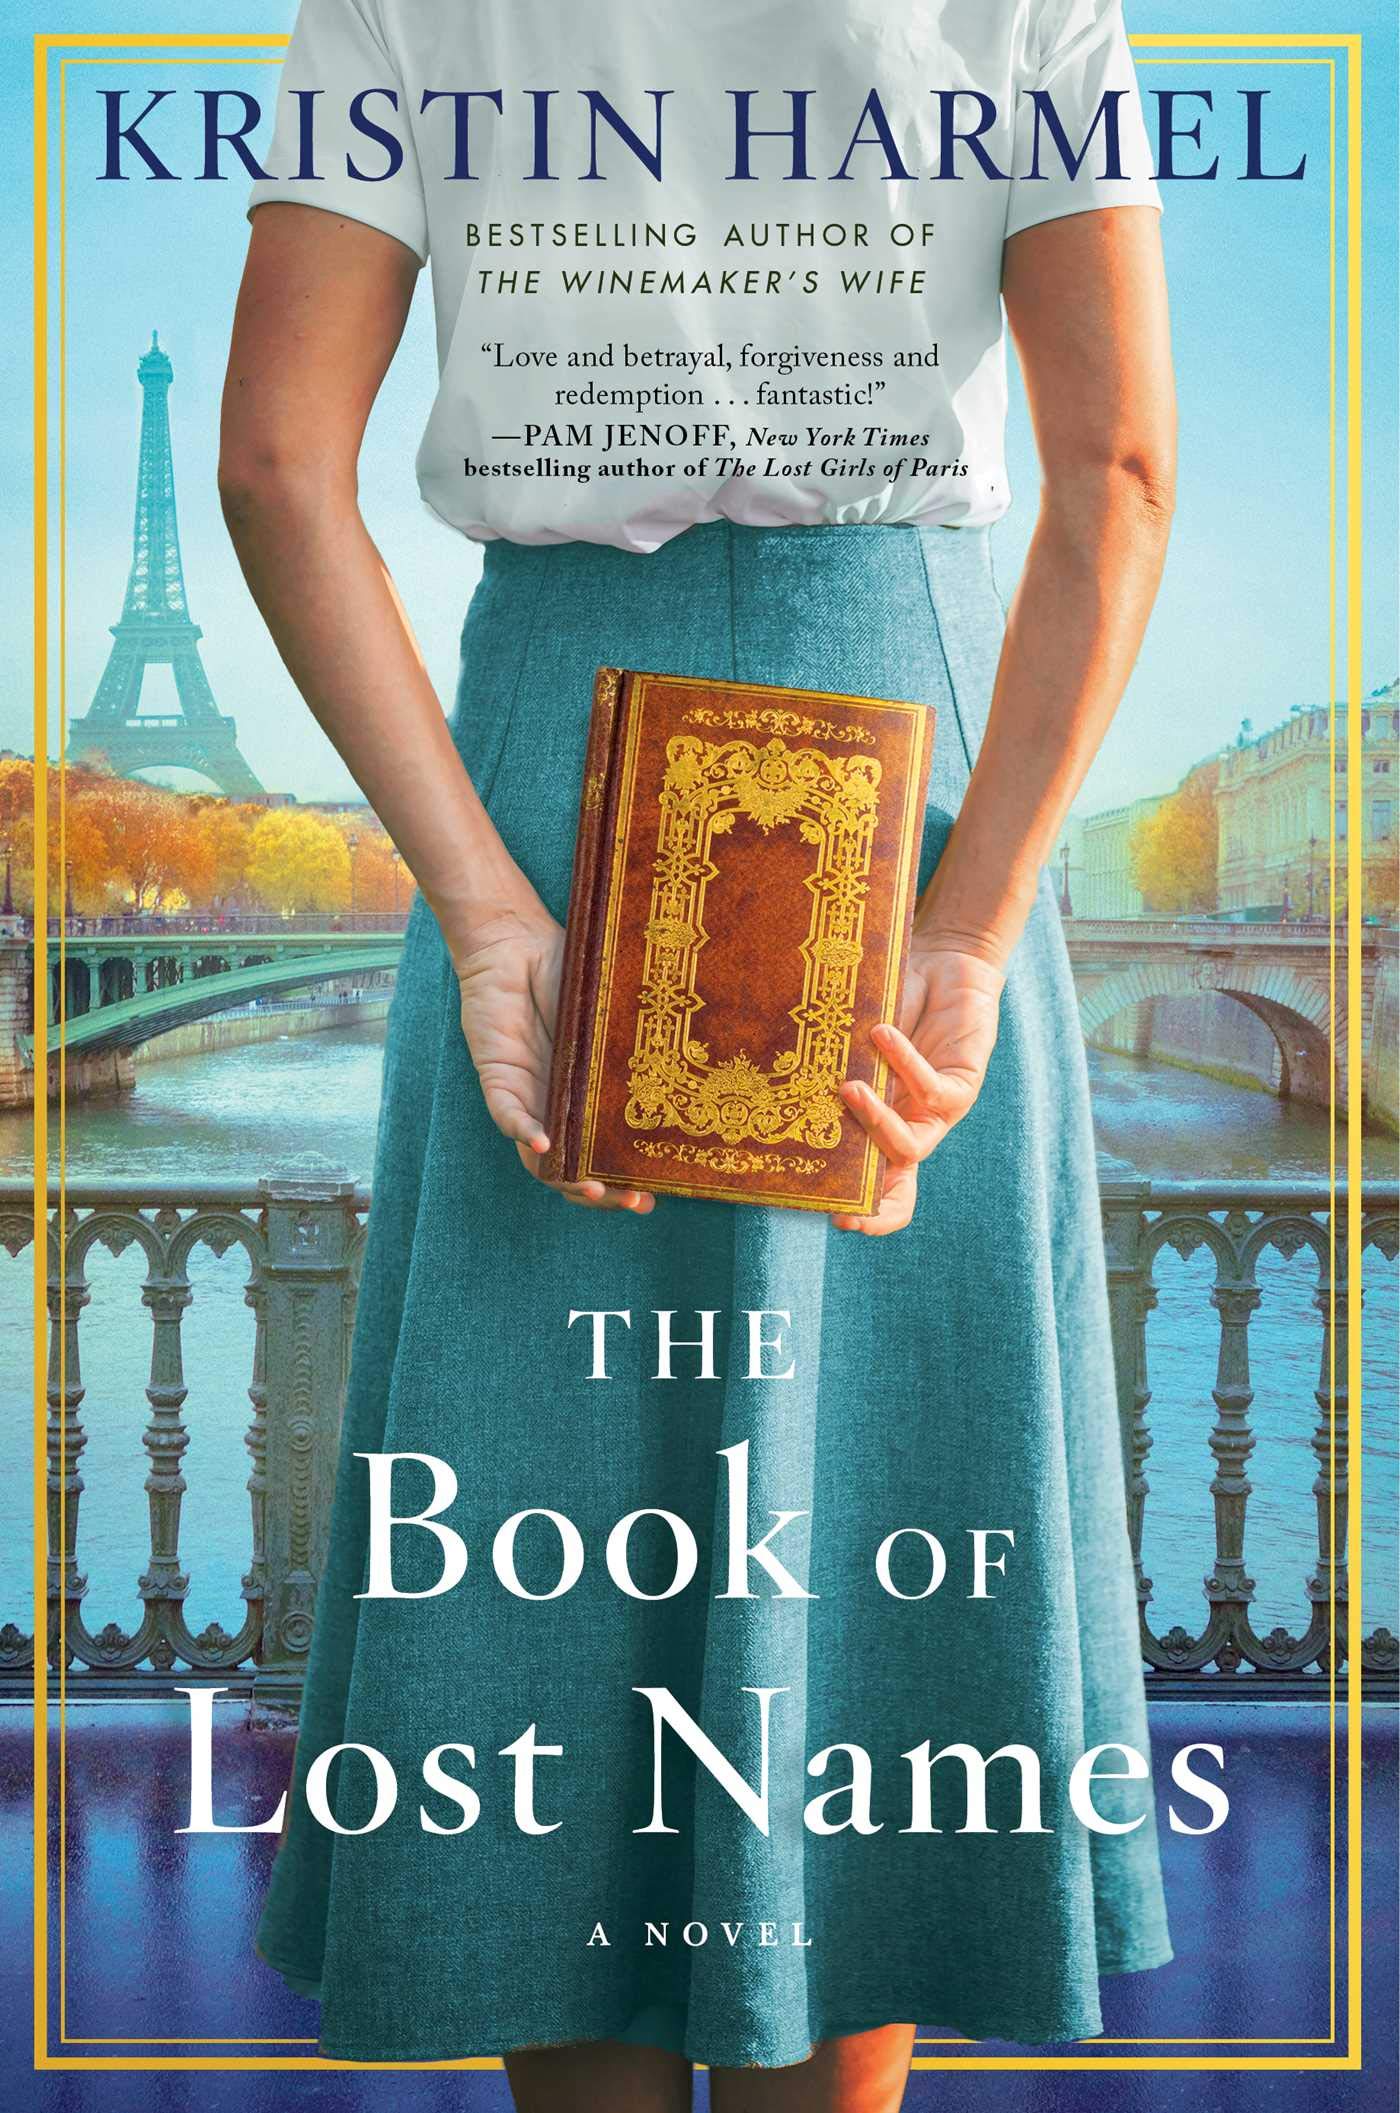 KRISTIN HARMEL
BESTSELLING AUTHOR OF
THE WINEMAKER'S WIFE
“Love and betrayal, forgiveness and
redemption . . . fantastic!”
—PAM JENOFF, New York Times
bestselling author of The Lost Girls of Paris
THE
BOOK OF
LOST NAMES
A NOVEL